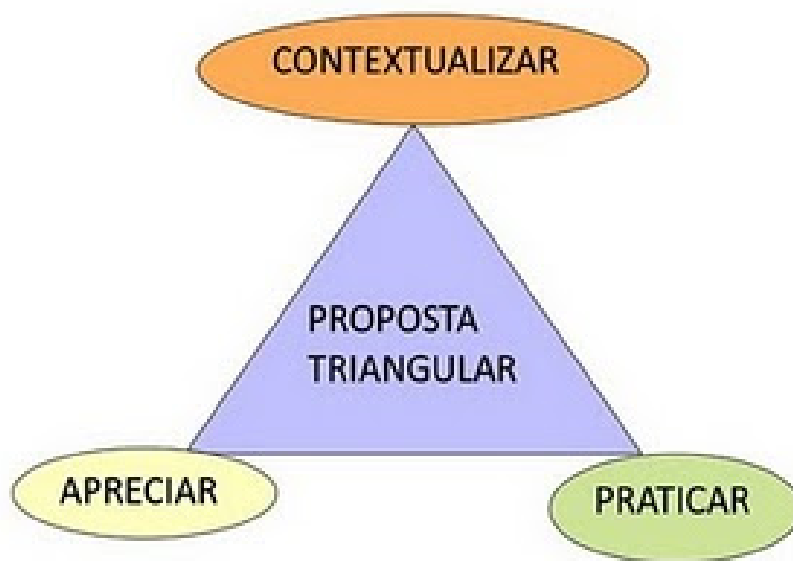 CONTEXTUALIZAR
PROPOSTA
TRIANGULAR
APRECIAR
PRATICAR